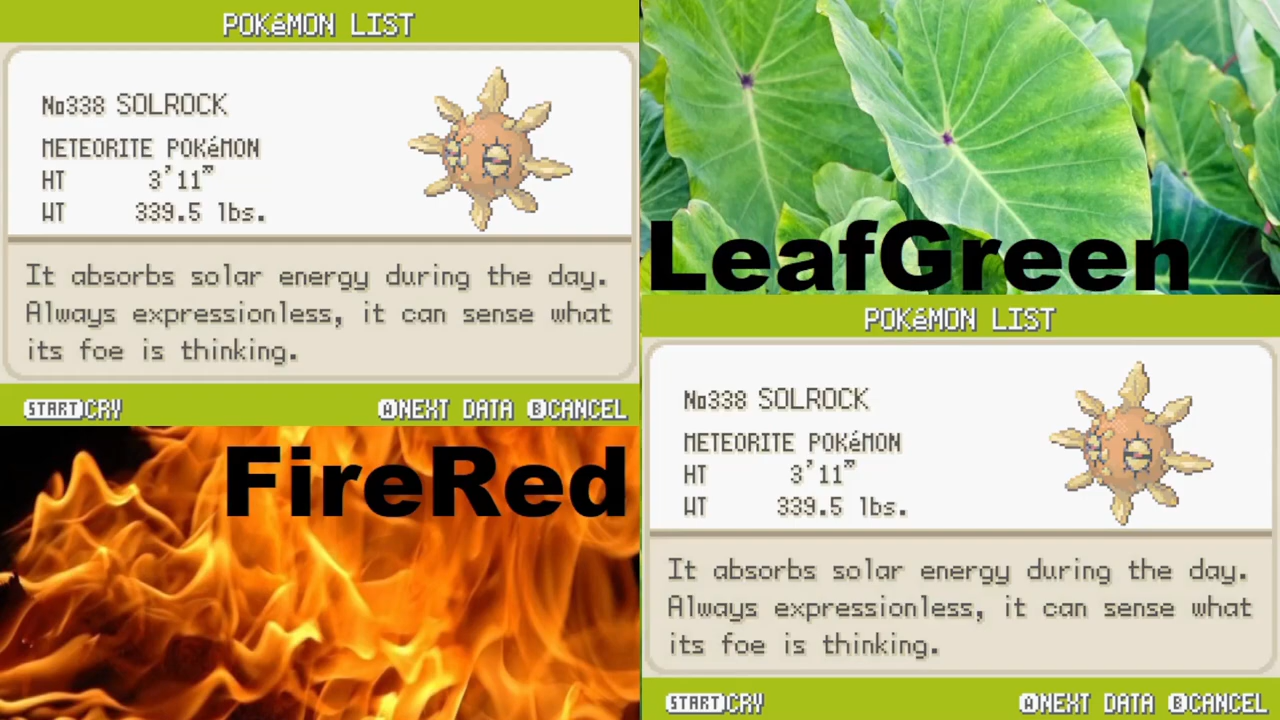 POKéMON LIST
No338 SOLROCK
METEORITE POKéMON
HT 3'11"
WT 339.5 lbs.
It absorbs solar energy during the day.
Always expressionless, it can sense what
its foe is thinking.
START CRY
A NEXT DATA B CANCEL
FireRed
LeafGreen
POKéMON LIST
No338 SOLROCK
METEORITE POKéMON
HT 3'11"
WT 339.5 lbs.
It absorbs solar energy during the day.
Always expressionless, it can sense what
its foe is thinking.
START CRY
A NEXT DATA B CANCEL